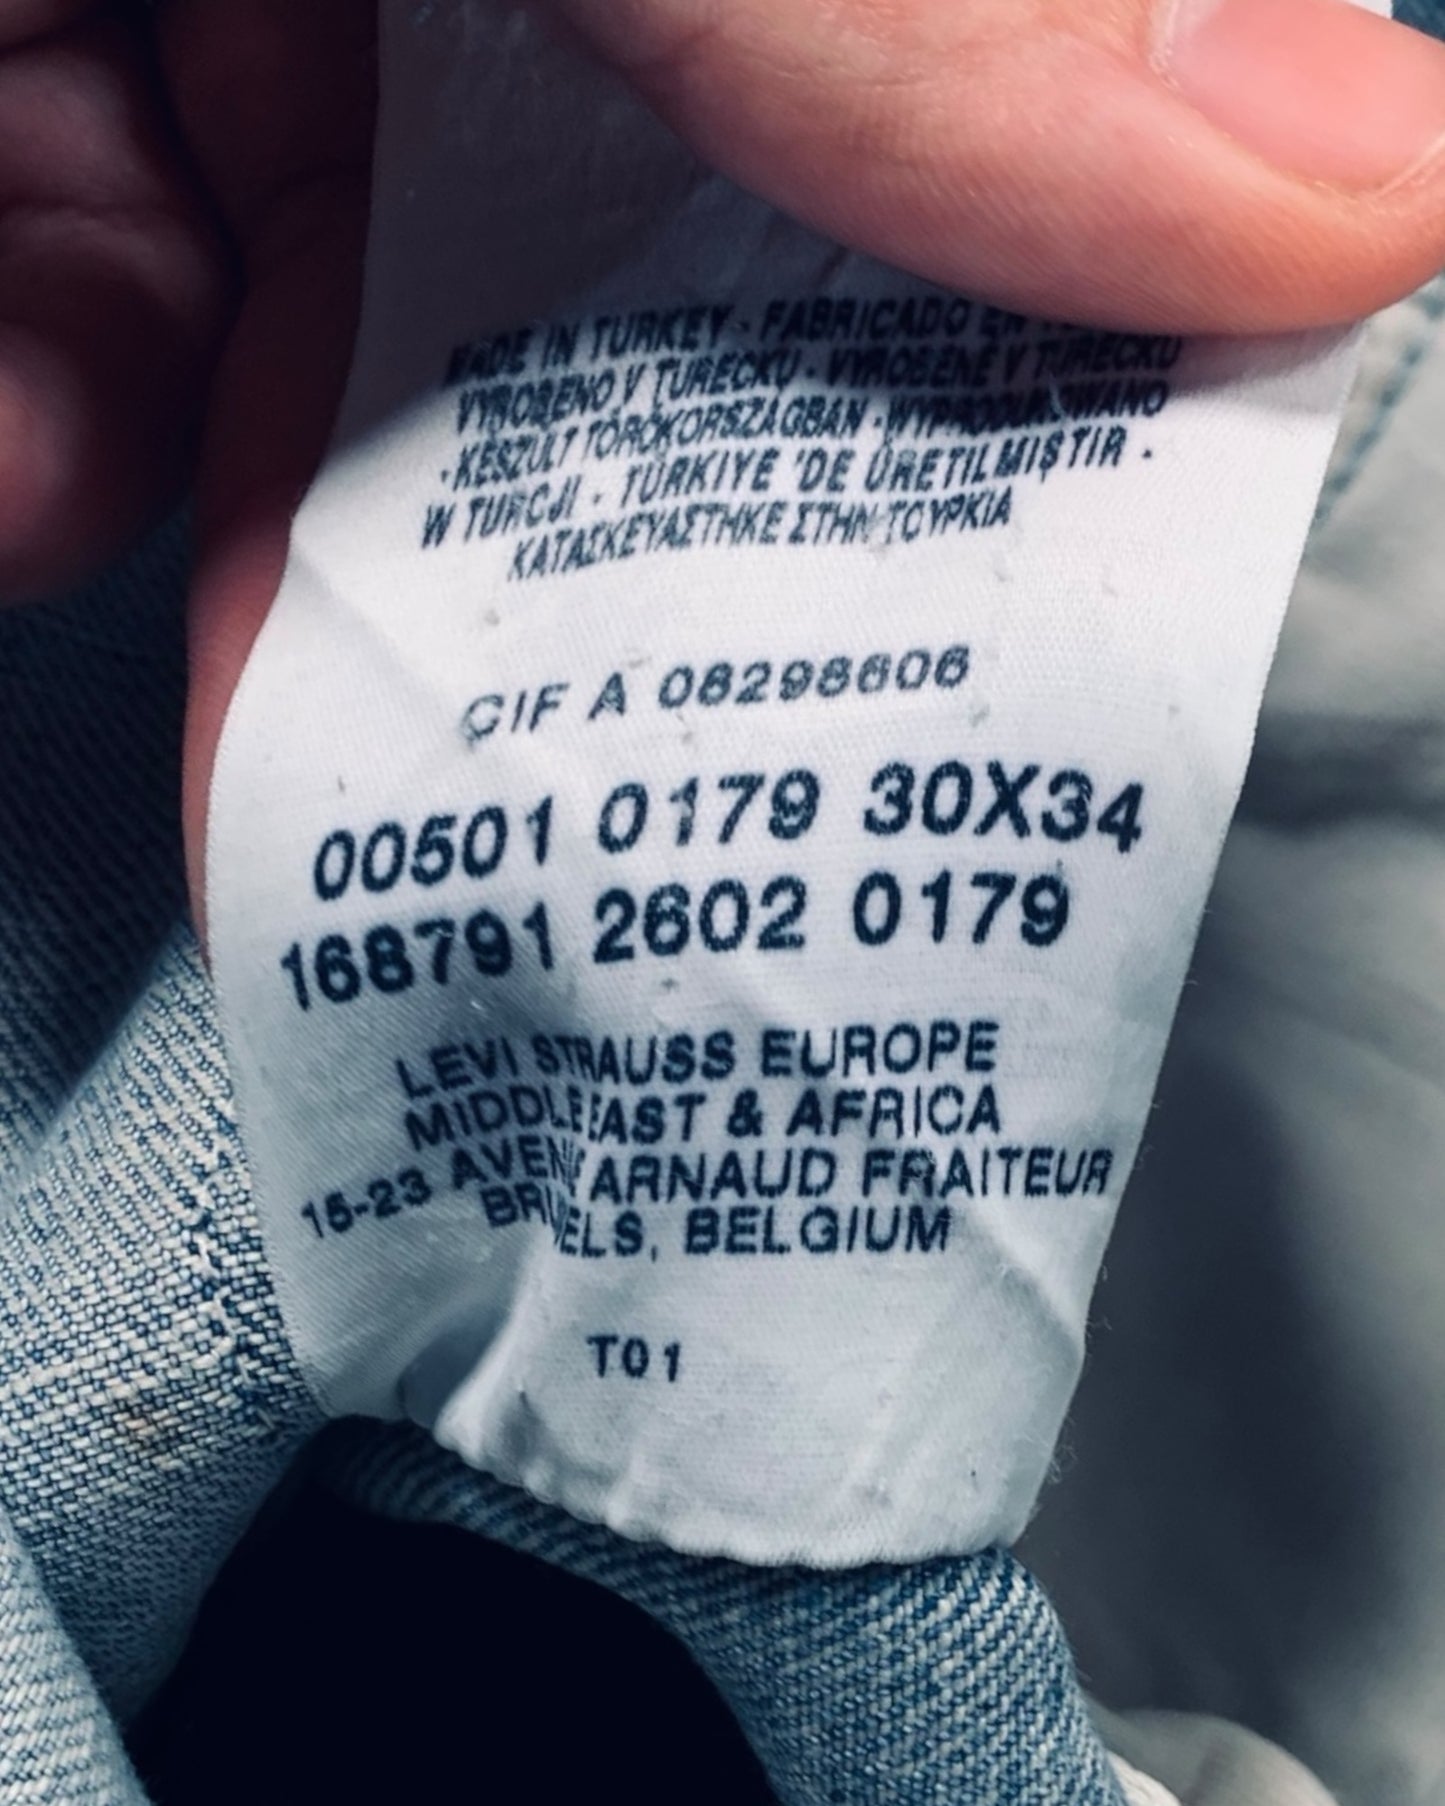 MADE IN TURKEY · FABRICADO EN
VYROBENO V TURECKU · VYROBENÉ V TURECKU
· KÉSZÜLT TÖRÖKORSZÁGBAN · WYPRODUKOWANO
W TURCJI · TÜRKIYE 'DE ÜRETILMIŞTIR ·
ΚΑΤΑΣΚΕΥΑΣΤΗΚΕ ΣΤΗΝ ΤΟΥΡΚΙΑ
CIF A 08298606
00501 0179 30X34
168791 2602 0179
LEVI STRAUSS EUROPE
MIDDLE EAST & AFRICA
15-23 AVENUE ARNAUD FRAITEUR
BRUSSELS, BELGIUM
T01